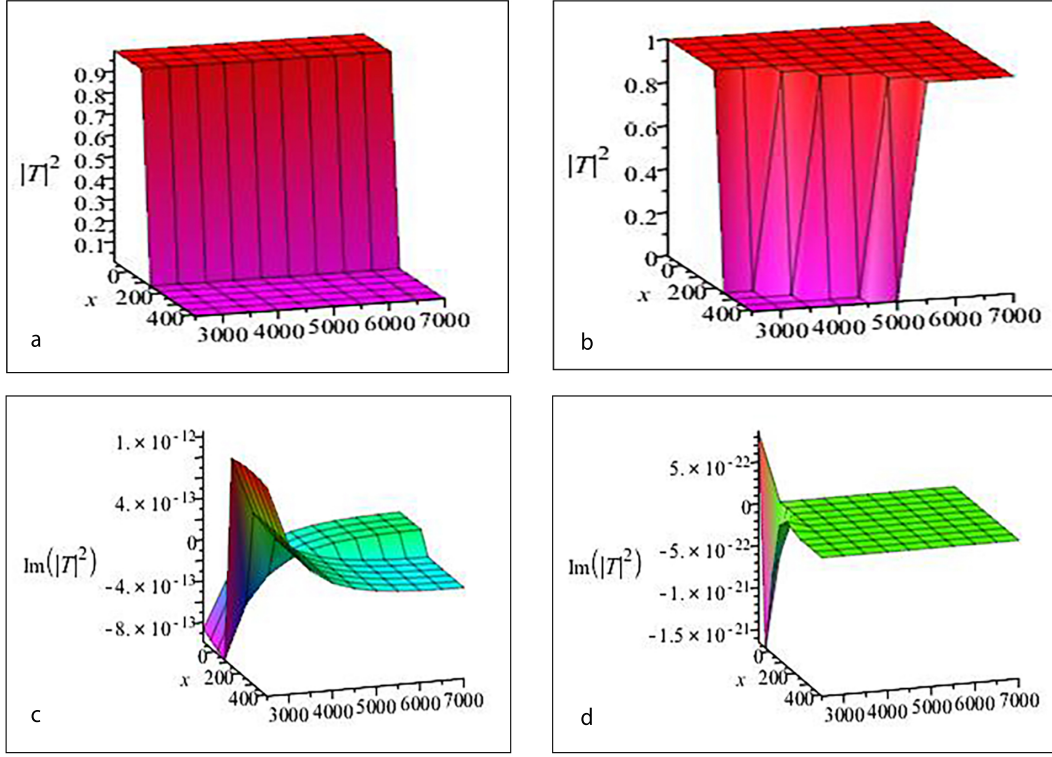 0.9
0.8
0.7
0.6
|T|²
0.5
0.4
0.3
0.2
0.1
0
x
200
400
3000 4000 5000 6000 7000
a
1
0.8
0.6
|T|²
0.4
0.2
0
0
x
200
400
3000 4000 5000 6000 7000
b
1. × 10⁻¹²
4. × 10⁻¹³
0
Im(|T|²)
-4. × 10⁻¹³
-8. × 10⁻¹³
0
x
200
400
3000 4000 5000 6000 7000
c
5. × 10⁻²²
0
-5. × 10⁻²²
Im(|T|²)
-1. × 10⁻²¹
-1.5 × 10⁻²¹
0
x
200
400
3000 4000 5000 6000 7000
d